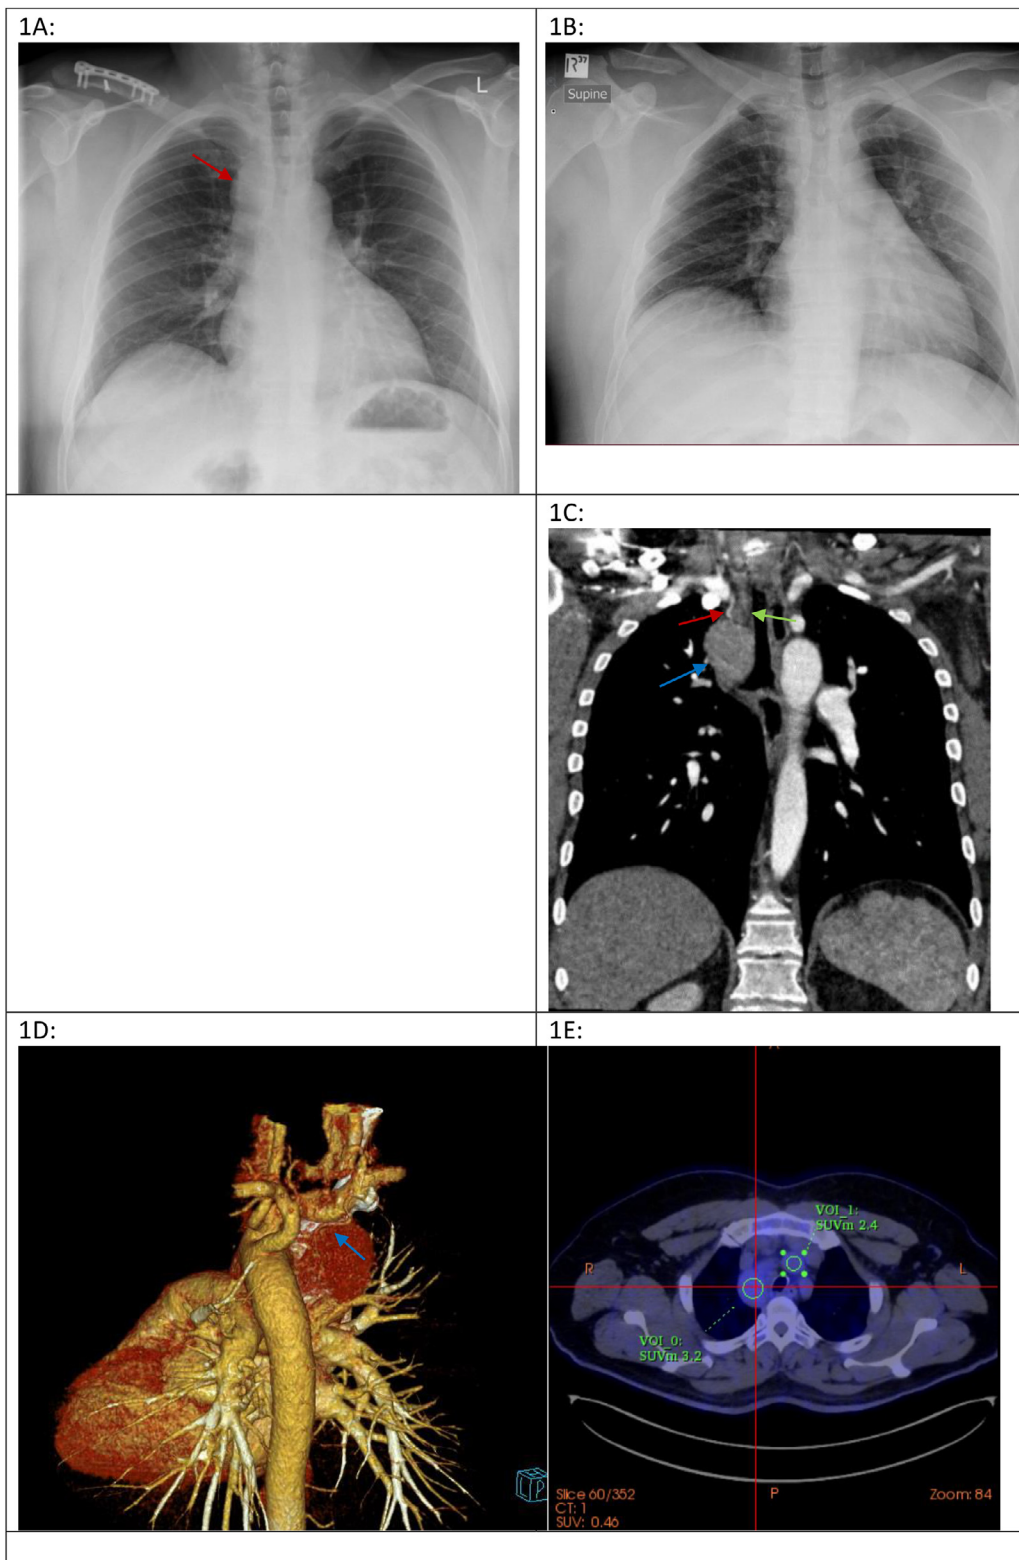 1A:
1B:
L
R³⁷
Supine
1C:
1D:
1E:
A
VOI_1:
SUVm 2.4
R
L
VOI_0:
SUVm 3.2
P
Slice 60/352
CT: 1
SUV: 0.46
Zoom: 84
P